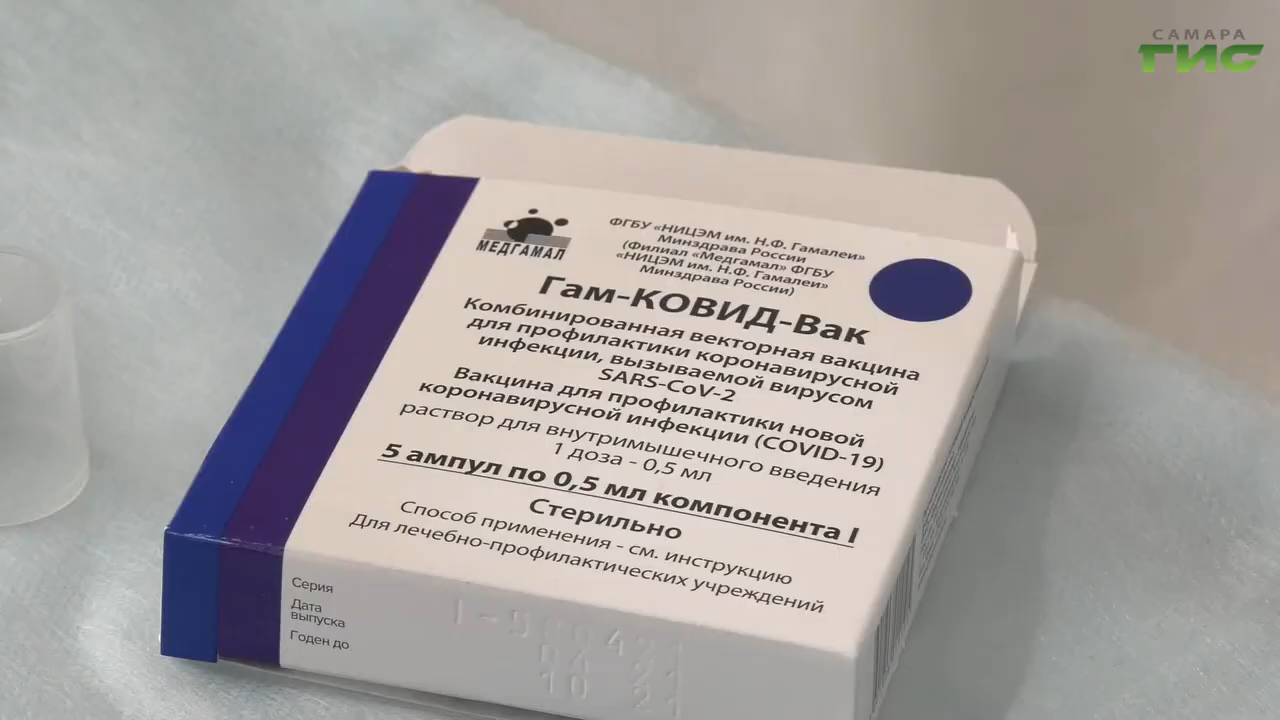 САМАРА
ГИС
МЕДГАМАЛ
ФГБУ «НИЦЭМ им. Н.Ф. Гамалеи»
Минздрава России
(Филиал «Медгамал» ФГБУ
«НИЦЭМ им. Н.Ф. Гамалеи»
Минздрава России)
Гам-КОВИД-Вак
Комбинированная векторная вакцина
для профилактики коронавирусной
инфекции, вызываемой вирусом
SARS-CoV-2
Вакцина для профилактики новой
коронавирусной инфекции (COVID-19)
раствор для внутримышечного введения
1 доза - 0,5 мл
5 ампул по 0,5 мл компонента I
Стерильно
Способ применения - см. инструкцию
Для лечебно-профилактических учреждений
Серия
Дата
выпуска
Годен до